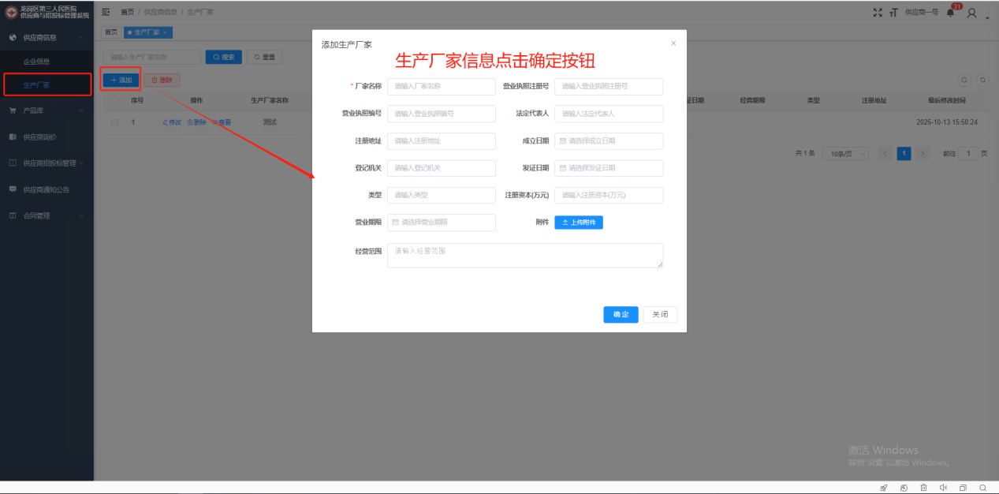 龙岗区第三人民医院
供应商与招投标管理系统
首页 / 供应商信息 / 生产厂家
供应商一号
31
首页
生产厂家 ×
供应商信息
企业信息
生产厂家
产品库
供应商询价
供应商招投标管理
供应商通知公告
合同管理
请输入生产厂家名称
搜索
重置
+ 添加
删除
序号
操作
生产厂家名称
证日期
经营期限
类型
注册地址
最后修改时间
1
修改
删除
查看
测试
2025-10-13 15:50:24
共 1 条
10条/页
1
前往 1 页
添加生产厂家
生产厂家信息点击确定按钮
* 厂家名称 请输入厂家名称
营业执照注册号 请输入营业执照注册号
营业执照编号 请输入营业执照编号
法定代表人 请输入法定代表人
注册地址 请输入注册地址
成立日期 请选择成立日期
登记机关 请输入登记机关
发证日期 请选择发证日期
类型 请输入类型
注册资本(万元) 请输入注册资本(万元)
营业期限 请选择营业期限
附件 上传附件
经营范围 请输入经营范围
确 定
关 闭
激活 Windows
转到"设置"以激活 Windows。